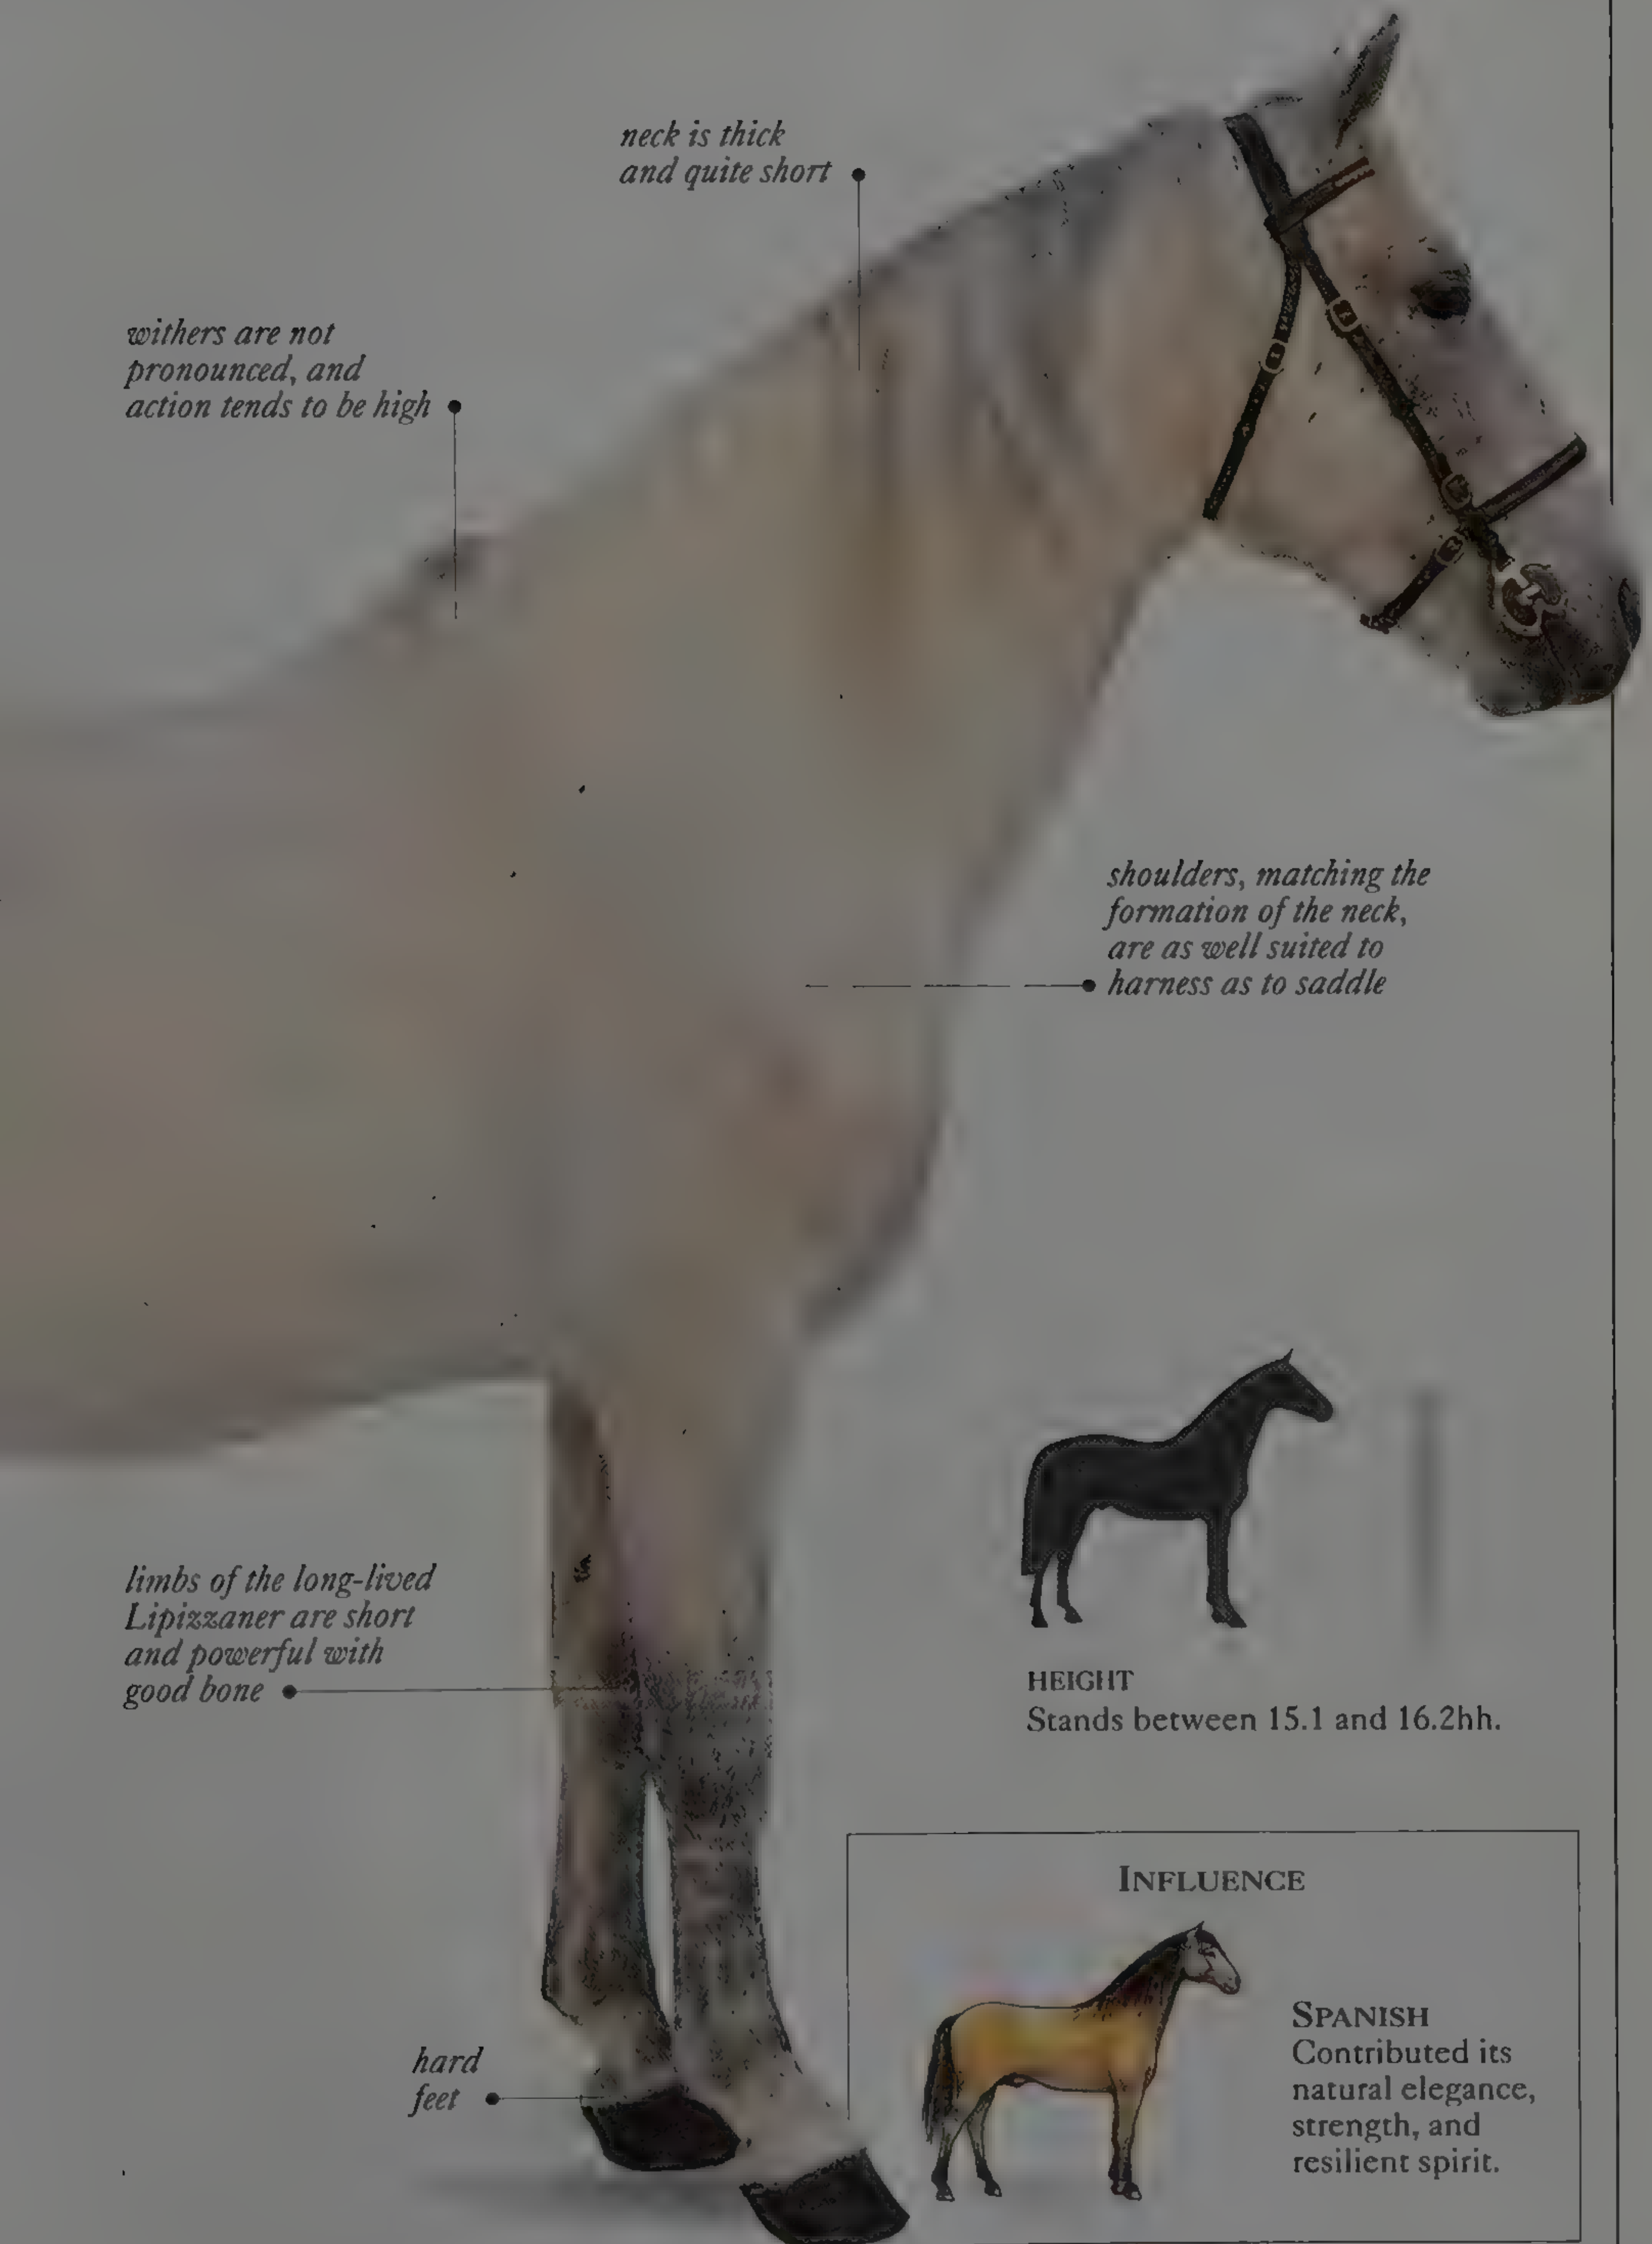 neck is thick
and quite short
withers are not
pronounced, and
action tends to be high
shoulders, matching the
formation of the neck,
are as well suited to
harness as to saddle
limbs of the long-lived
Lipizzaner are short
and powerful with
good bone
HEIGHT
Stands between 15.1 and 16.2hh.
INFLUENCE
SPANISH
Contributed its
natural elegance,
strength, and
resilient spirit.
hard
feet